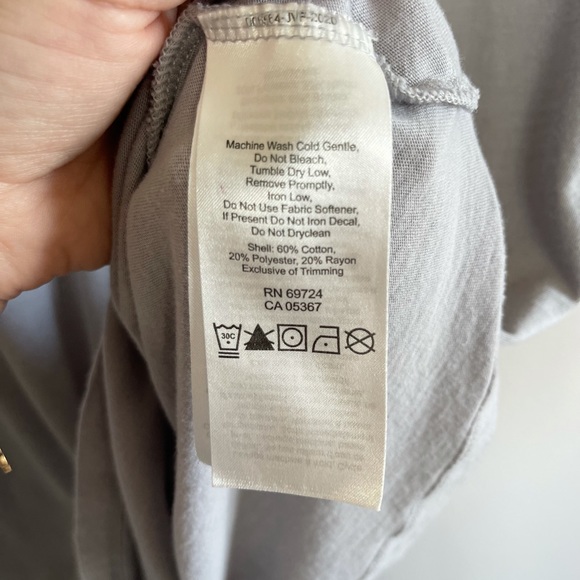 Machine Wash Cold Gentle,
Do Not Bleach,
Tumble Dry Low,
Remove Promptly,
Iron Low,
Do Not Use Fabric Softener,
If Present Do Not Iron Decal,
Do Not Dryclean
Shell: 60% Cotton,
20% Polyester, 20% Rayon
Exclusive of Trimming
RN 69724
CA 05367
30C